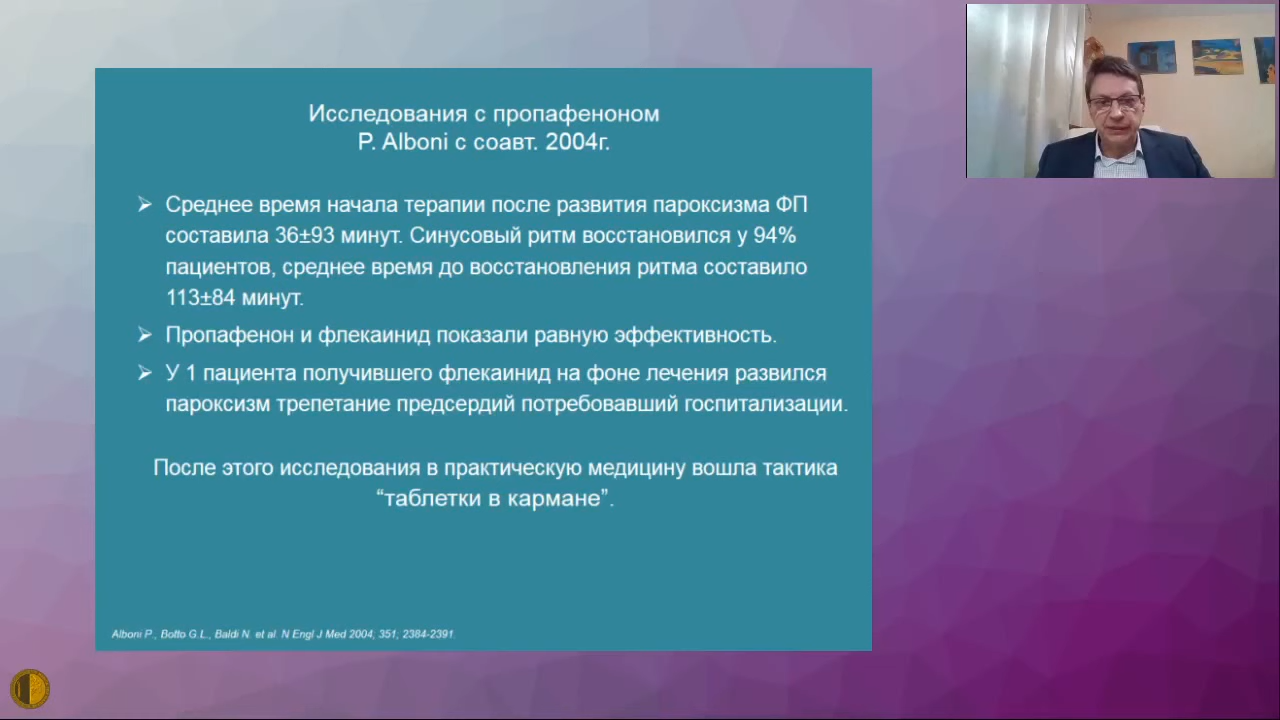 Исследования с пропафеноном
P. Alboni с соавт. 2004г.
Среднее время начала терапии после развития пароксизма ФП
составила 36±93 минут. Синусовый ритм восстановился у 94%
пациентов, среднее время до восстановления ритма составило
113±84 минут.
Пропафенон и флекаинид показали равную эффективность.
У 1 пациента получившего флекаинид на фоне лечения развился
пароксизм трепетание предсердий потребовавший госпитализации.
После этого исследования в практическую медицину вошла тактика
“таблетки в кармане”.
Alboni P., Botto G.L., Baldi N. et al. N Engl J Med 2004; 351; 2384-2391.